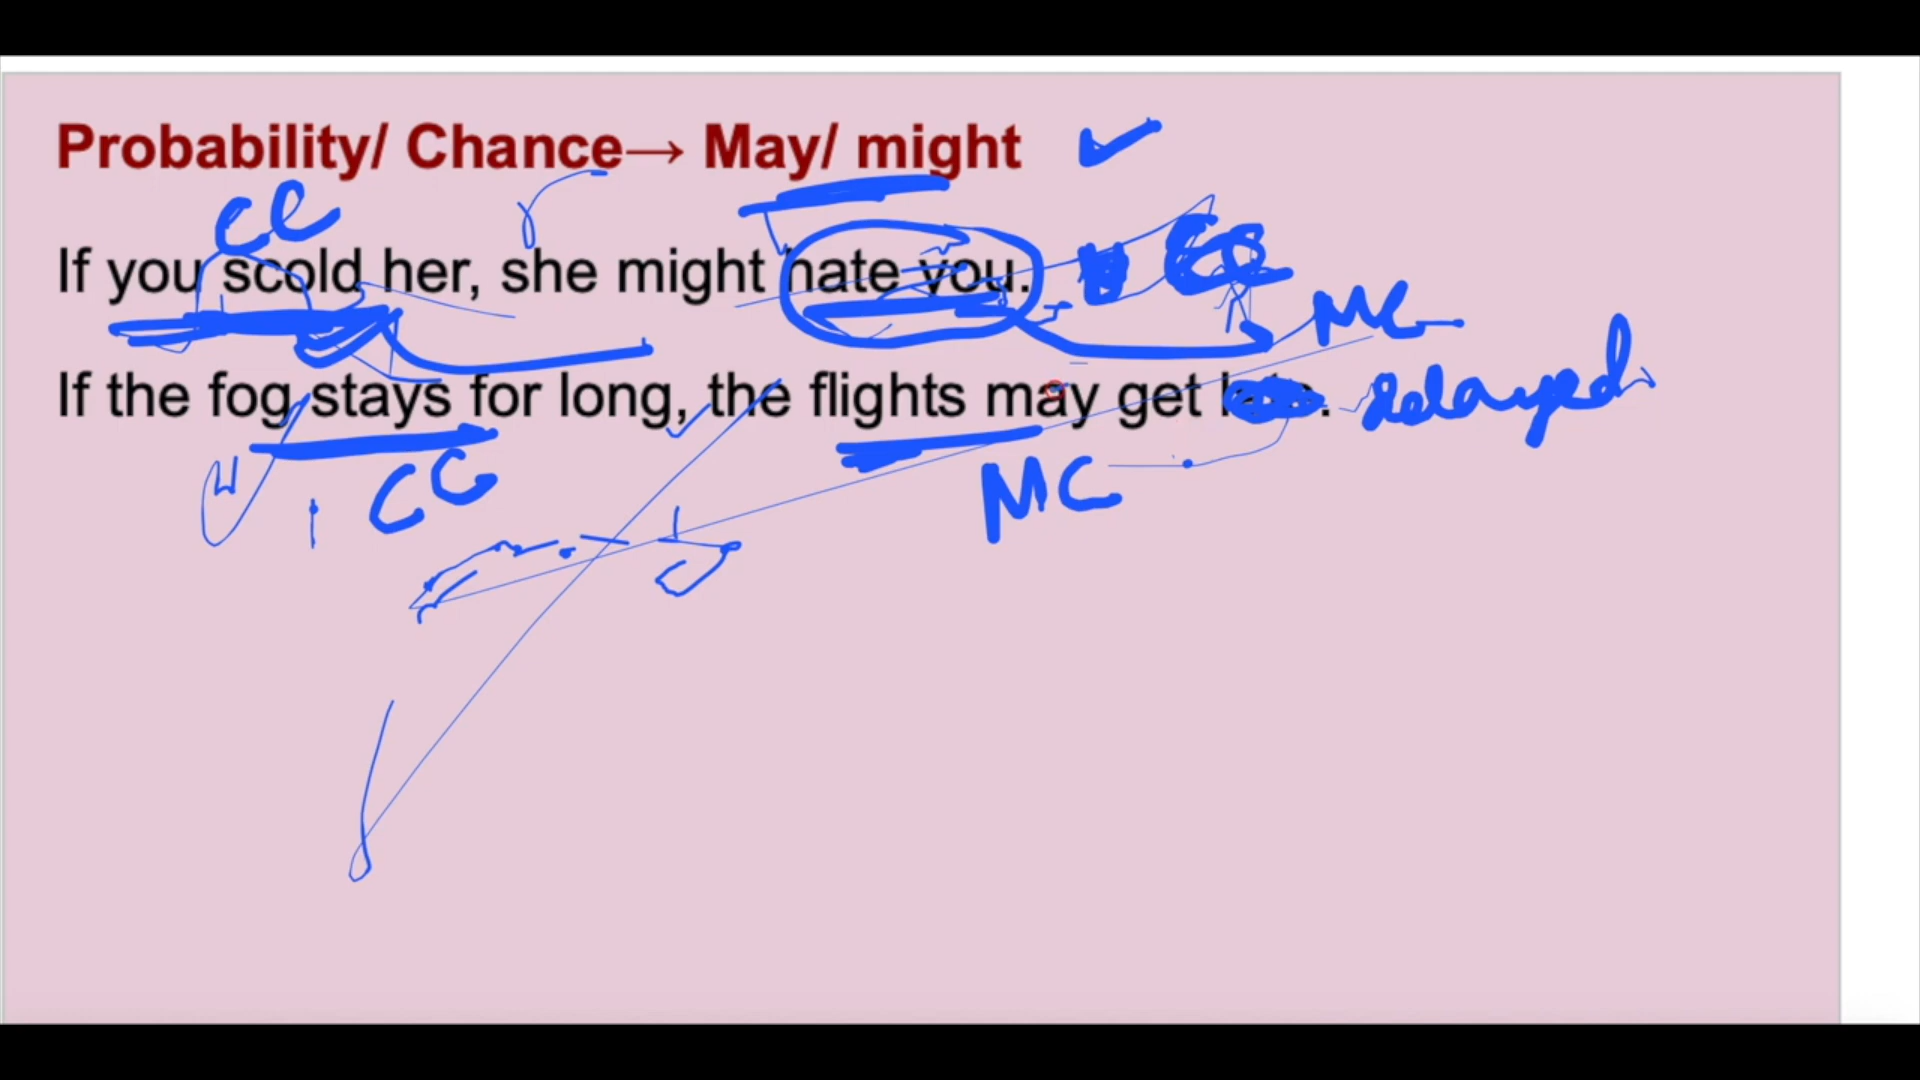 Probability/ Chance→ May/ might
CC
If you scold her, she might hate you.
MC
If the fog stays for long, the flights may get late. delayed
CC
MC